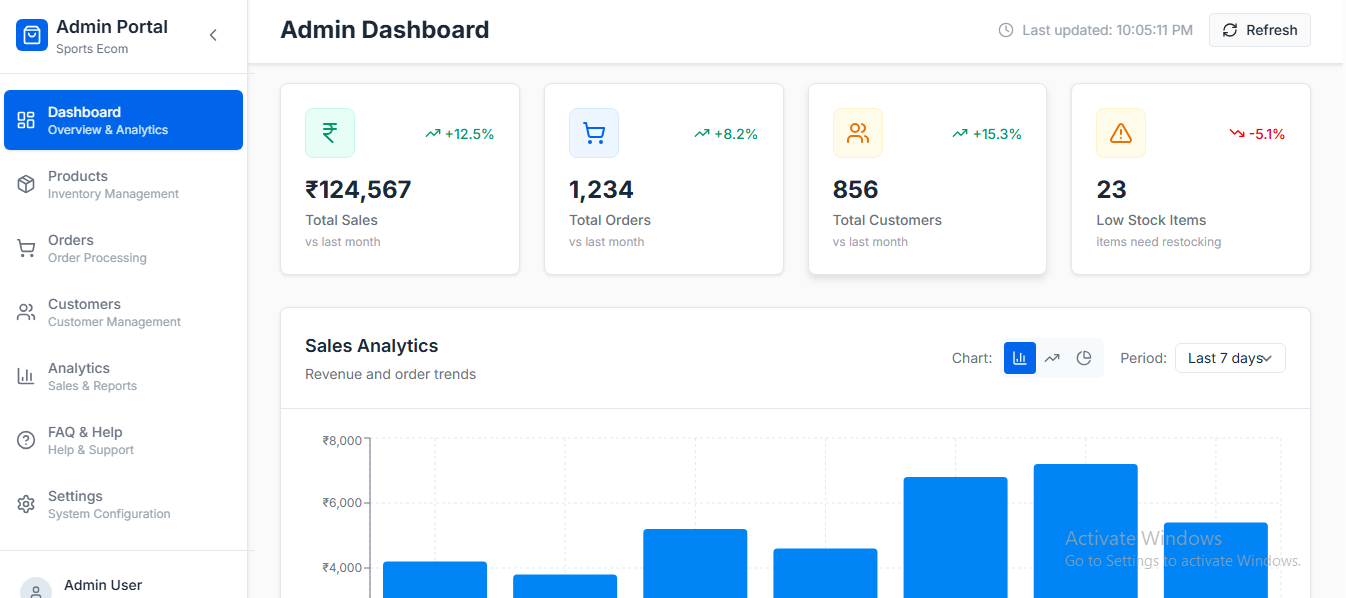 Admin Portal
Sports Ecom
Dashboard
Overview & Analytics
Products
Inventory Management
Orders
Order Processing
Customers
Customer Management
Analytics
Sales & Reports
FAQ & Help
Help & Support
Settings
System Configuration
Admin User
Admin Dashboard
Last updated: 10:05:11 PM
Refresh
+12.5%
₹124,567
Total Sales
vs last month
+8.2%
1,234
Total Orders
vs last month
+15.3%
856
Total Customers
vs last month
-5.1%
23
Low Stock Items
items need restocking
Sales Analytics
Revenue and order trends
Chart:
Period:
Last 7 days
₹8,000
₹6,000
₹4,000
Activate Windows
Go to Settings to activate Windows.